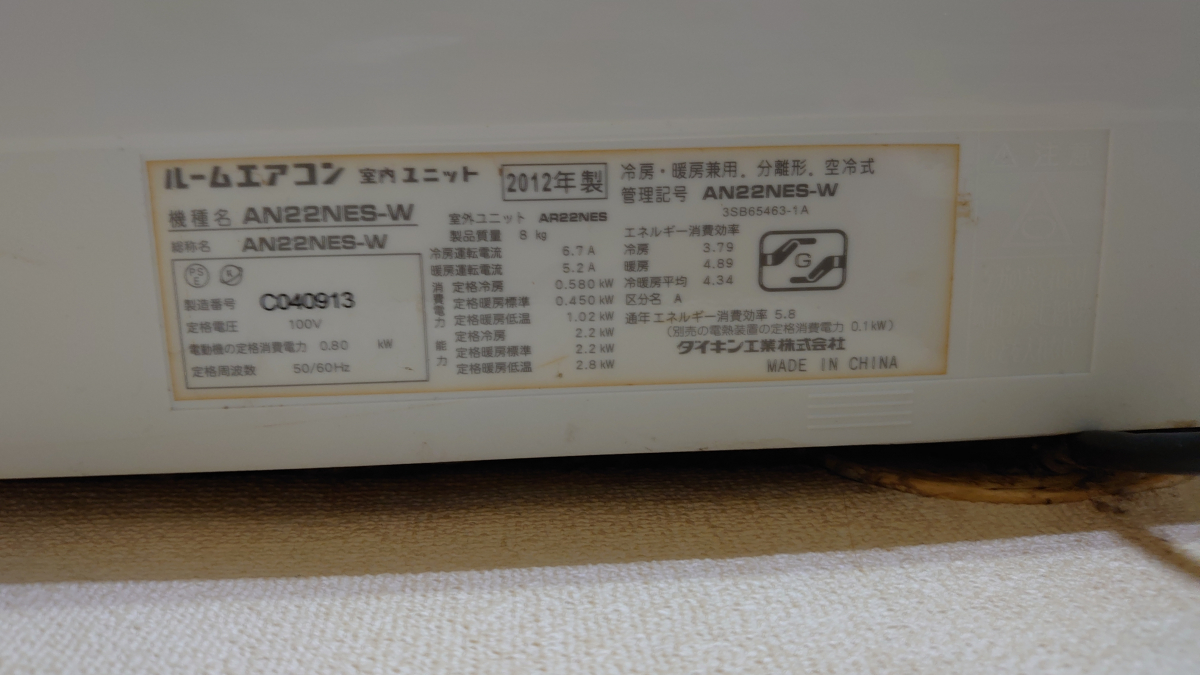 ルームエアコン 室内ユニット 2012年 製
機種名 AN22NES-W
総称名 AN22NES-W
PS
E
製造番号 C040913
定格電圧 100V
電動機の定格消費電力 0.80 kW
定格周波数 50/60Hz
室外ユニット AR22NES
製品質量 8 kg
冷房運転電流 6.7 A
暖房運転電流 5.2 A
消費電力 定格冷房 0.580 kW
定格暖房標準 0.450 kW
定格暖房低温 1.02 kW
能力 定格冷房 2.2 kW
定格暖房標準 2.2 kW
定格暖房低温 2.8 kW
冷房・暖房兼用、分離形、空冷式
管理記号 AN22NES-W
3SB65463-1A
エネルギー消費効率
冷房 3.79
暖房 4.89
冷暖房平均 4.34
区分名 A
G
通年エネルギー消費効率 5.8
(別売の電熱装置の定格消費電力 0.1kW)
ダイキン工業株式会社
MADE IN CHINA